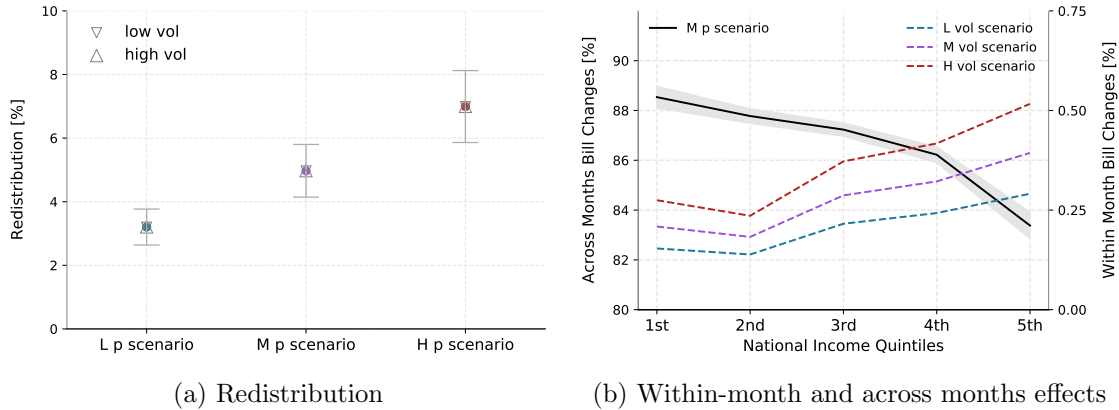 low vol
high vol
Redistribution [%]
10
8
6
4
2
0
L p scenario
M p scenario
H p scenario
(a) Redistribution
M p scenario
L vol scenario
M vol scenario
H vol scenario
Across Months Bill Changes [%]
90
88
86
84
82
80
Within Month Bill Changes [%]
0.75
0.50
0.25
0.00
1st
2nd
3rd
4th
5th
National Income Quintiles
(b) Within-month and across months effects